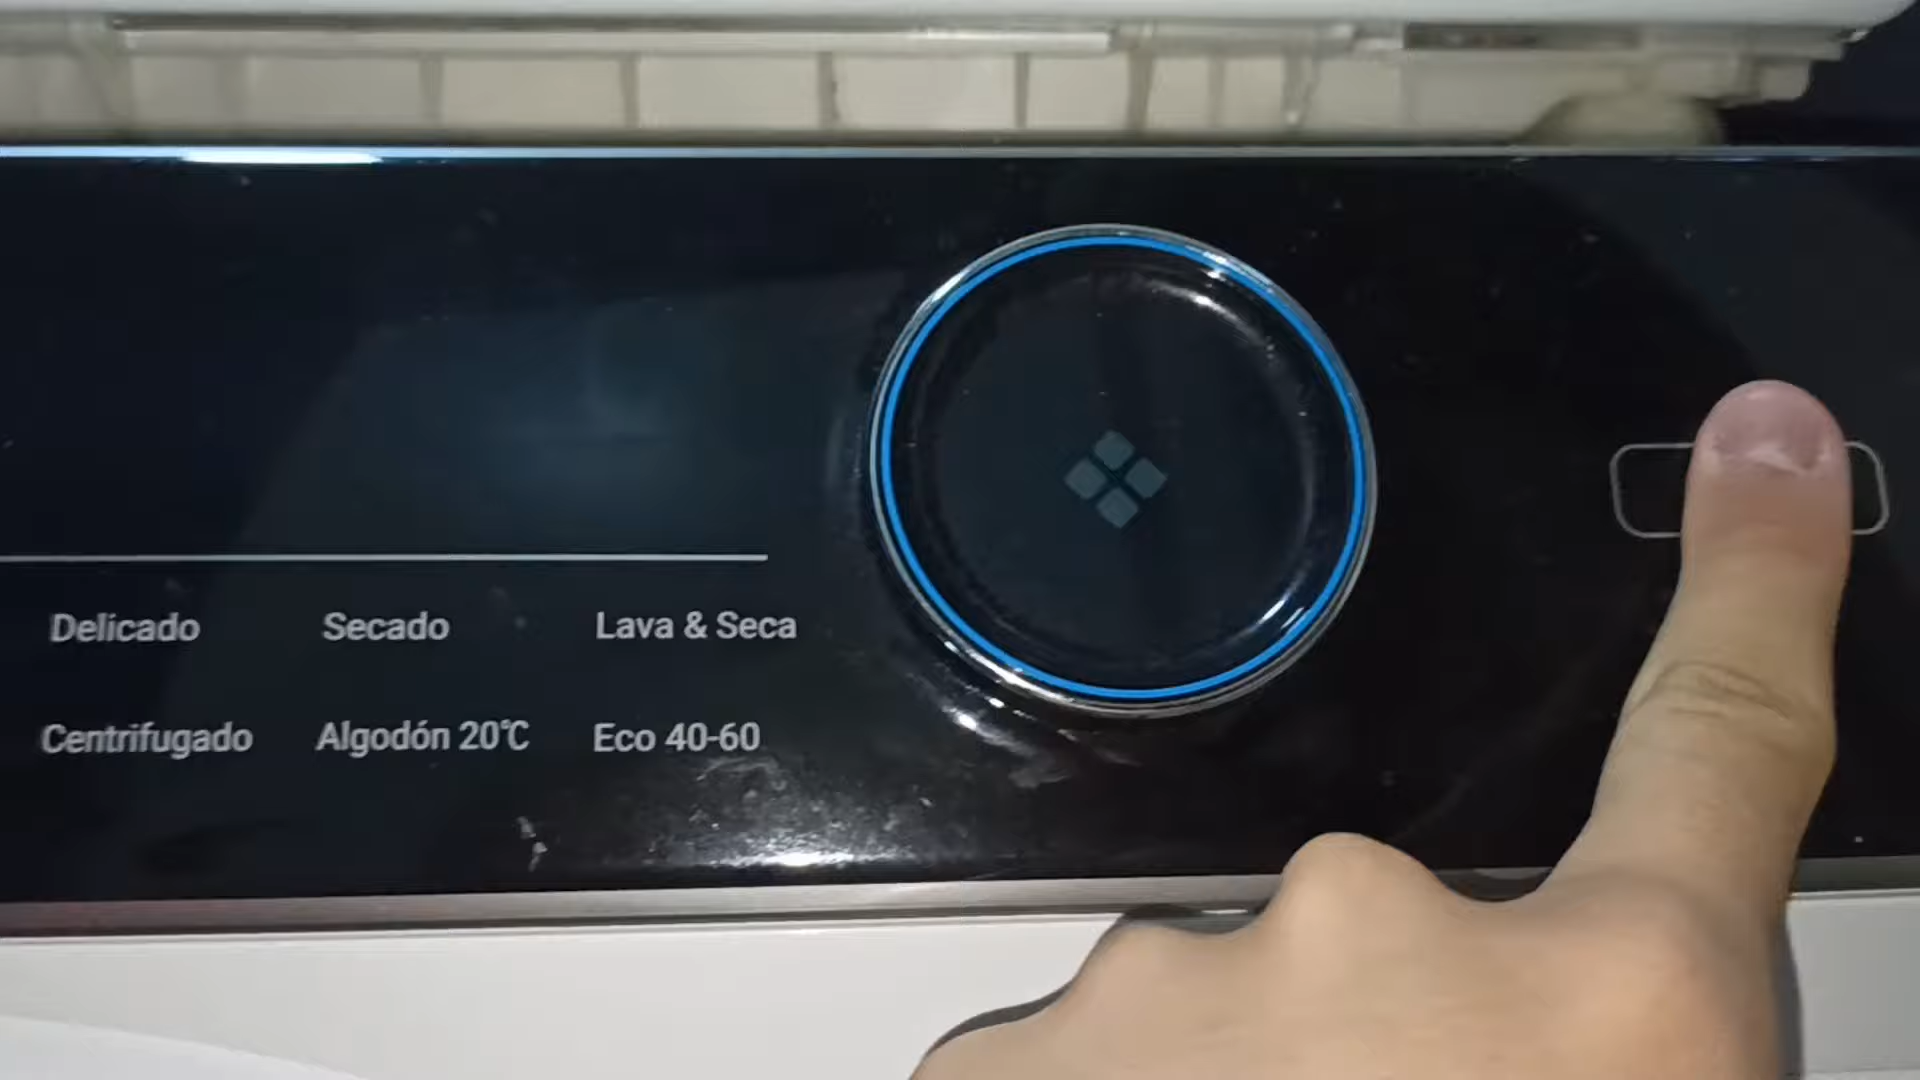 Delicado Secado Lava & Seca
Centrifugado Algodón 20℃ Eco 40-60